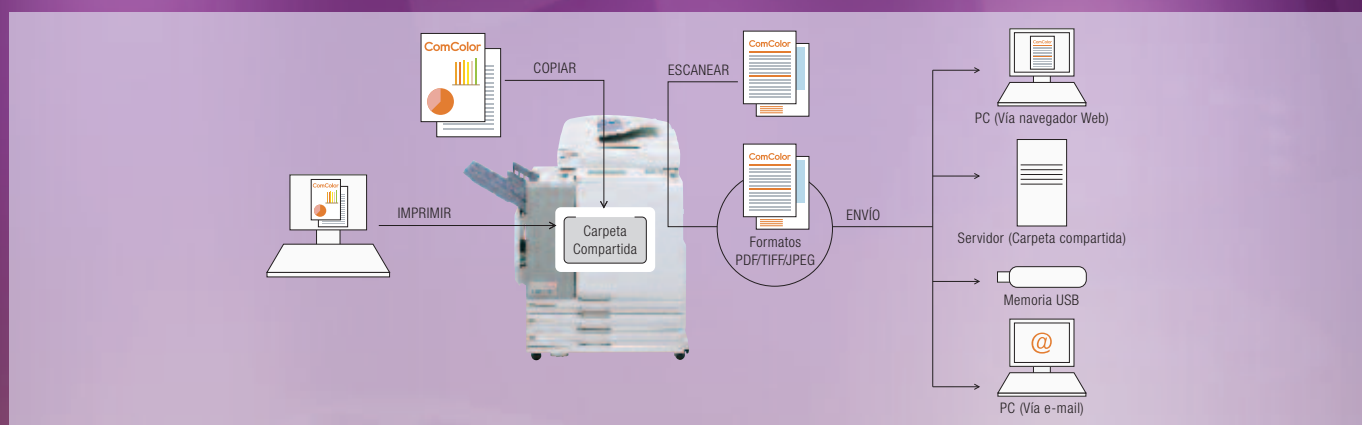 ComColor
COPIAR
ESCANEAR
ComColor
ComColor
PC (Vía navegador Web)
ComColor
IMPRIMIR
Carpeta
Compartida
ComColor
Formatos
PDF/TIFF/JPEG
ENVÍO
Servidor (Carpeta compartida)
Memoria USB
@
PC (Vía e-mail)